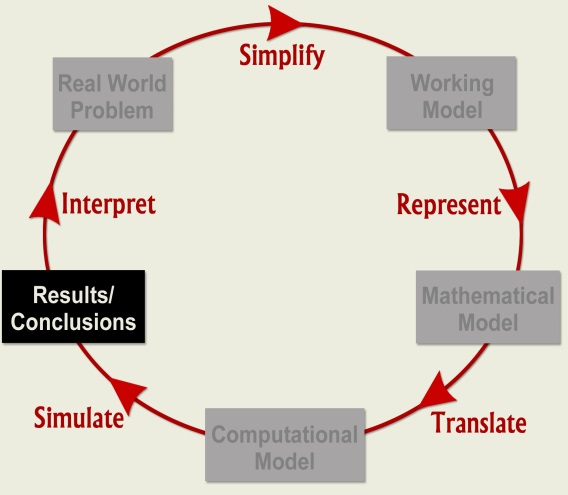 Simplify
Real World
Problem
Working
Model
Interpret
Represent
Results/
Conclusions
Mathematical
Model
Simulate
Translate
Computational
Model